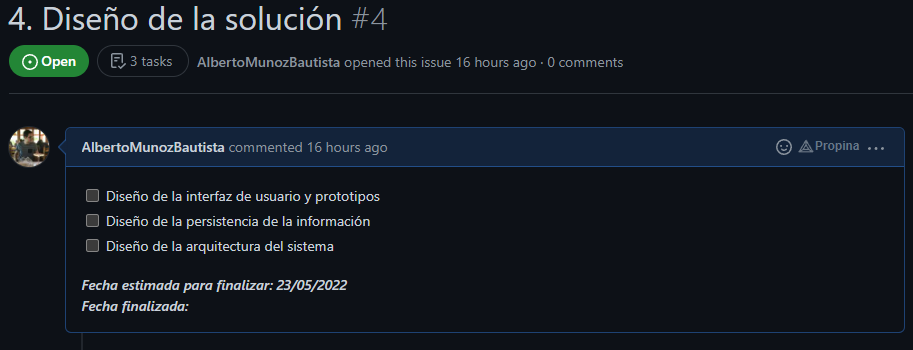 4. Diseño de la solución #4
Open 3 tasks AlbertoMunozBautista opened this issue 16 hours ago · 0 comments
AlbertoMunozBautista commented 16 hours ago Propina ...
Diseño de la interfaz de usuario y prototipos
Diseño de la persistencia de la información
Diseño de la arquitectura del sistema
Fecha estimada para finalizar: 23/05/2022
Fecha finalizada: